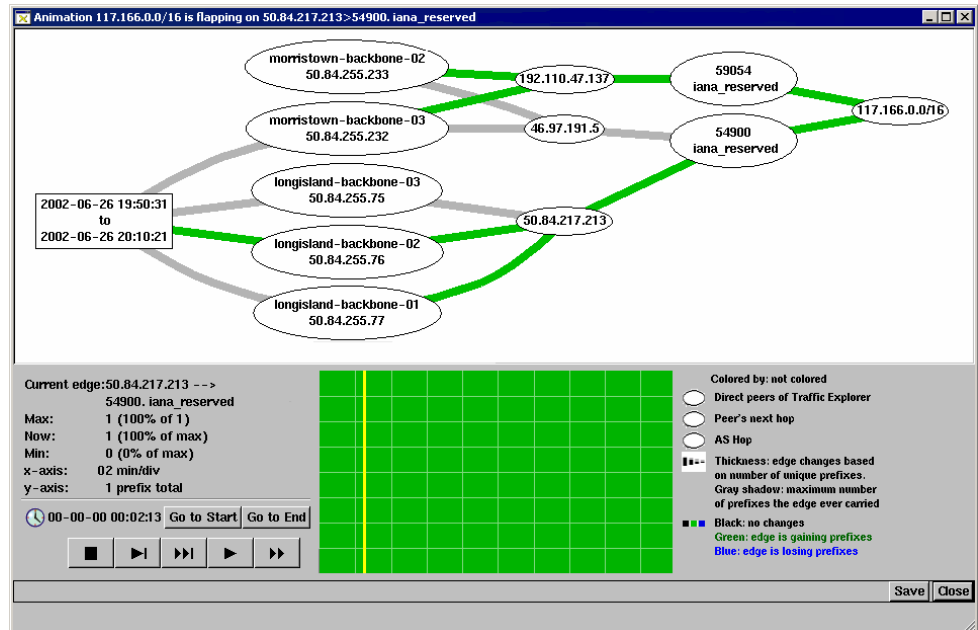 Animation 117.166.0.0/16 is flapping on 50.84.217.213>54900. iana_reserved
morristown-backbone-02
50.84.255.233
192.110.47.137
59054
iana_reserved
117.166.0.0/16
morristown-backbone-03
50.84.255.232
46.97.191.5
54900
iana_reserved
longisland-backbone-03
50.84.255.75
2002-06-26 19:50:31
to
2002-06-26 20:10:21
50.84.217.213
longisland-backbone-02
50.84.255.76
longisland-backbone-01
50.84.255.77
Current edge:50.84.217.213 -->
54900. iana_reserved
Max: 1 (100% of 1)
Now: 1 (100% of max)
Min: 0 (0% of max)
x-axis: 02 min/div
y-axis: 1 prefix total
00-00-00 00:02:13 Go to Start Go to End
Colored by: not colored
Direct peers of Traffic Explorer
Peer's next hop
AS Hop
Thickness: edge changes based
on number of unique prefixes.
Gray shadow: maximum number
of prefixes the edge ever carried
Black: no changes
Green: edge is gaining prefixes
Blue: edge is losing prefixes
Save Close